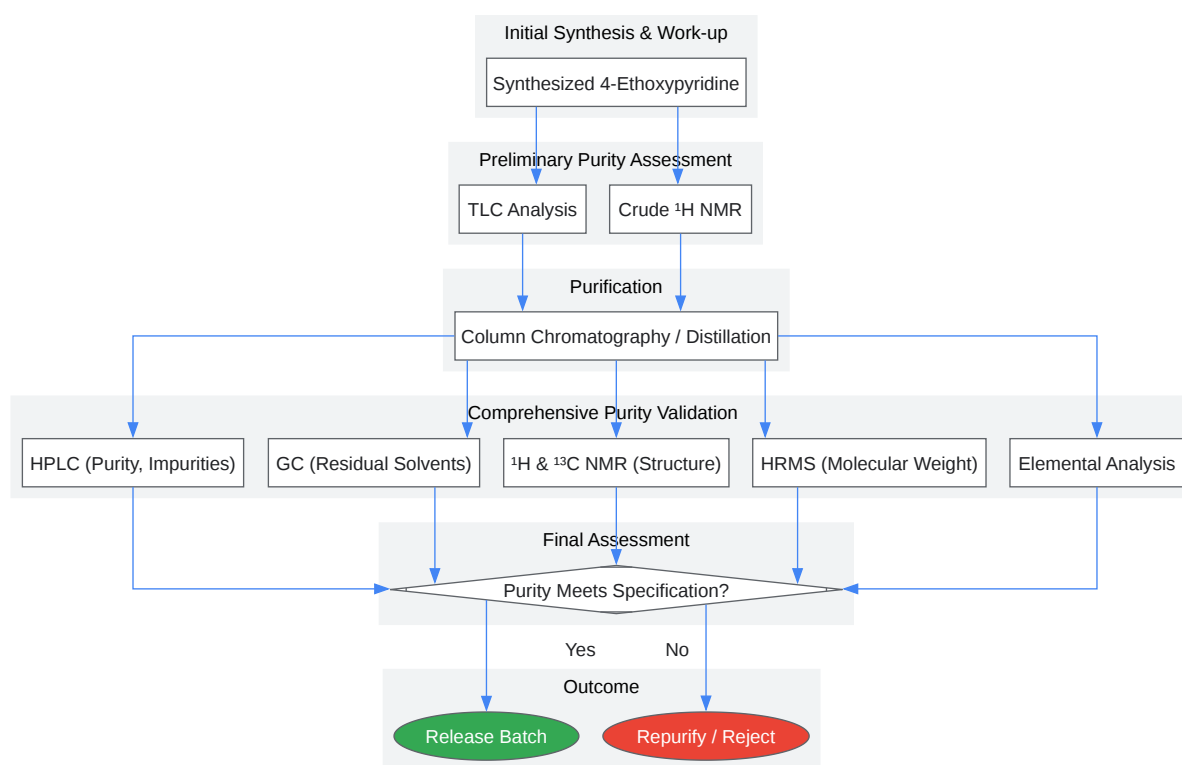 Initial Synthesis & Work-up
Synthesized 4-Ethoxypyridine
Preliminary Purity Assessment
TLC Analysis
Crude ¹H NMR
Purification
Column Chromatography / Distillation
Comprehensive Purity Validation
HPLC (Purity, Impurities)
GC (Residual Solvents)
¹H & ¹³C NMR (Structure)
HRMS (Molecular Weight)
Elemental Analysis
Final Assessment
Purity Meets Specification?
Yes
No
Outcome
Release Batch
Repurify / Reject